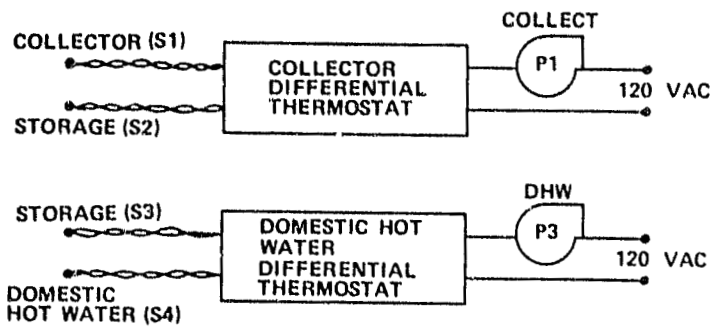 COLLECT
COLLECTOR (S1)
COLLECTOR
DIFFERENTIAL
THERMOSTAT
P1
120 VAC
STORAGE (S2)
DHW
STORAGE (S3)
DOMESTIC HOT
WATER
DIFFERENTIAL
THERMOSTAT
P3
120 VAC
DOMESTIC
HOT WATER (S4)